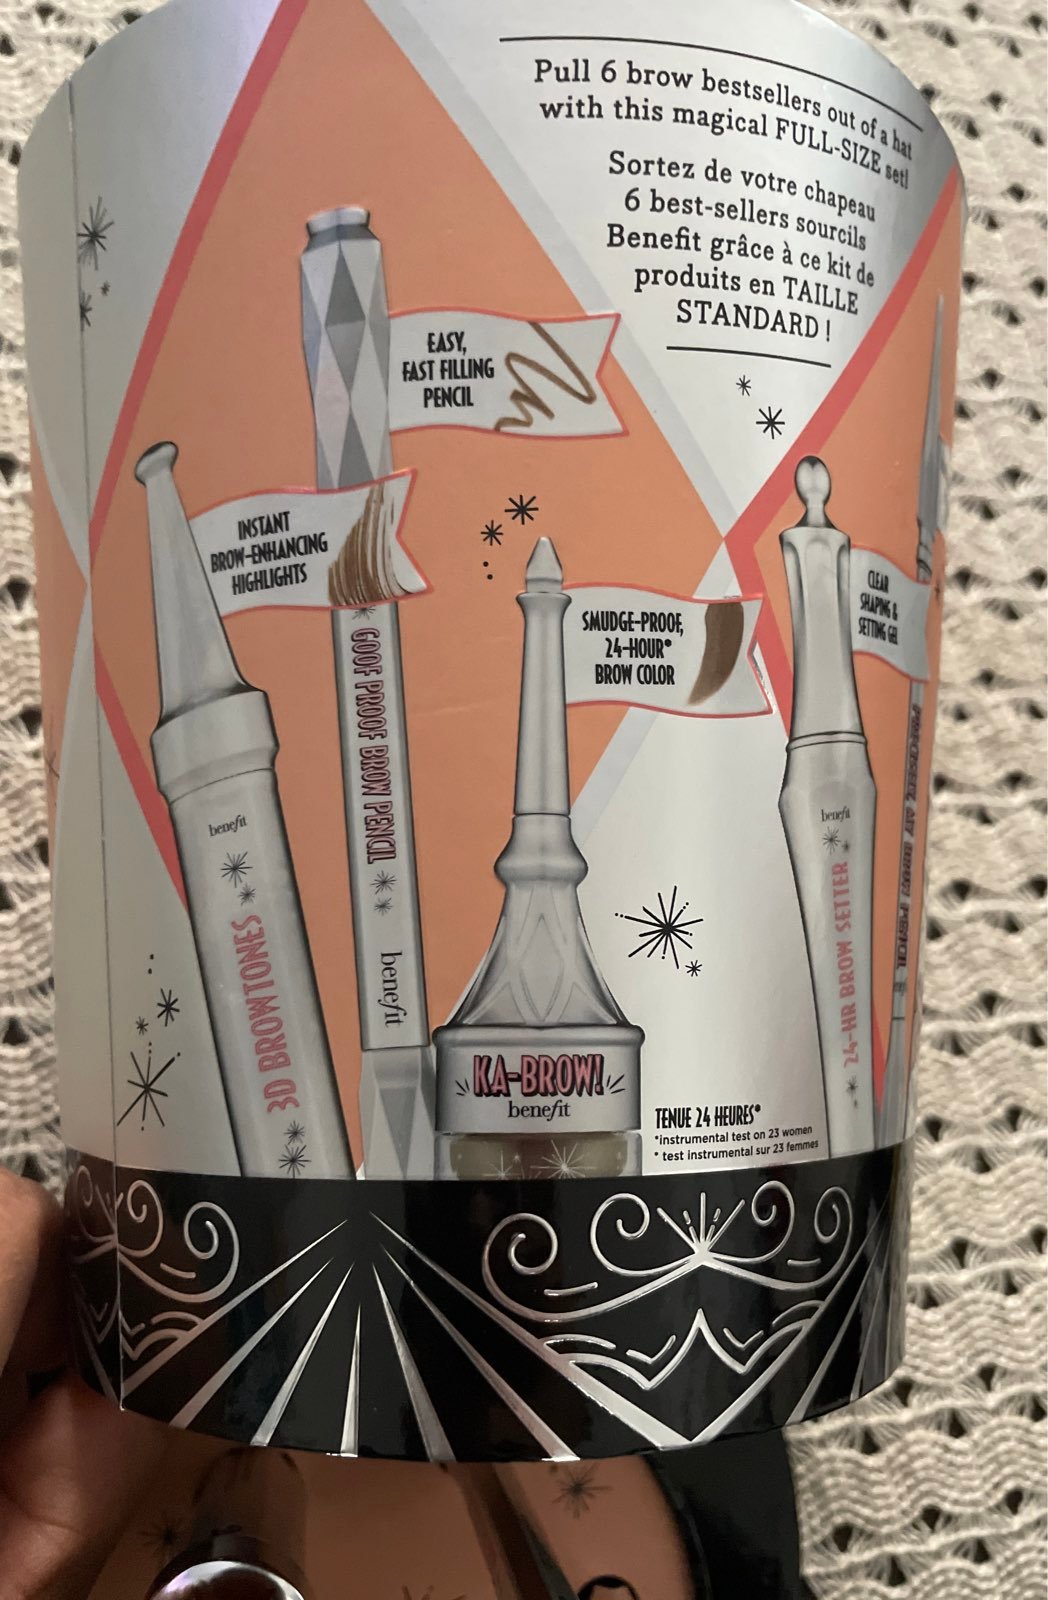 Pull 6 brow bestsellers out of a hat
with this magical FULL-SIZE set!
Sortez de votre chapeau
6 best-sellers sourcils
Benefit grâce à ce kit de
produits en TAILLE
STANDARD !
EASY,
FAST FILLING
PENCIL
INSTANT
BROW-ENHANCING
HIGHLIGHTS
SMUDGE-PROOF,
24-HOUR*
BROW COLOR
CLEAR
SHAPING &
SETTING GEL
benefit
3D BROWTONES
GOOF PROOF BROW PENCIL
benefit
KA-BROW!
benefit
benefit
24-HR BROW SETTER
PRECISELY, MY BROW PENCIL
TENUE 24 HEURES*
*instrumental test on 23 women
* test instrumental sur 23 femmes